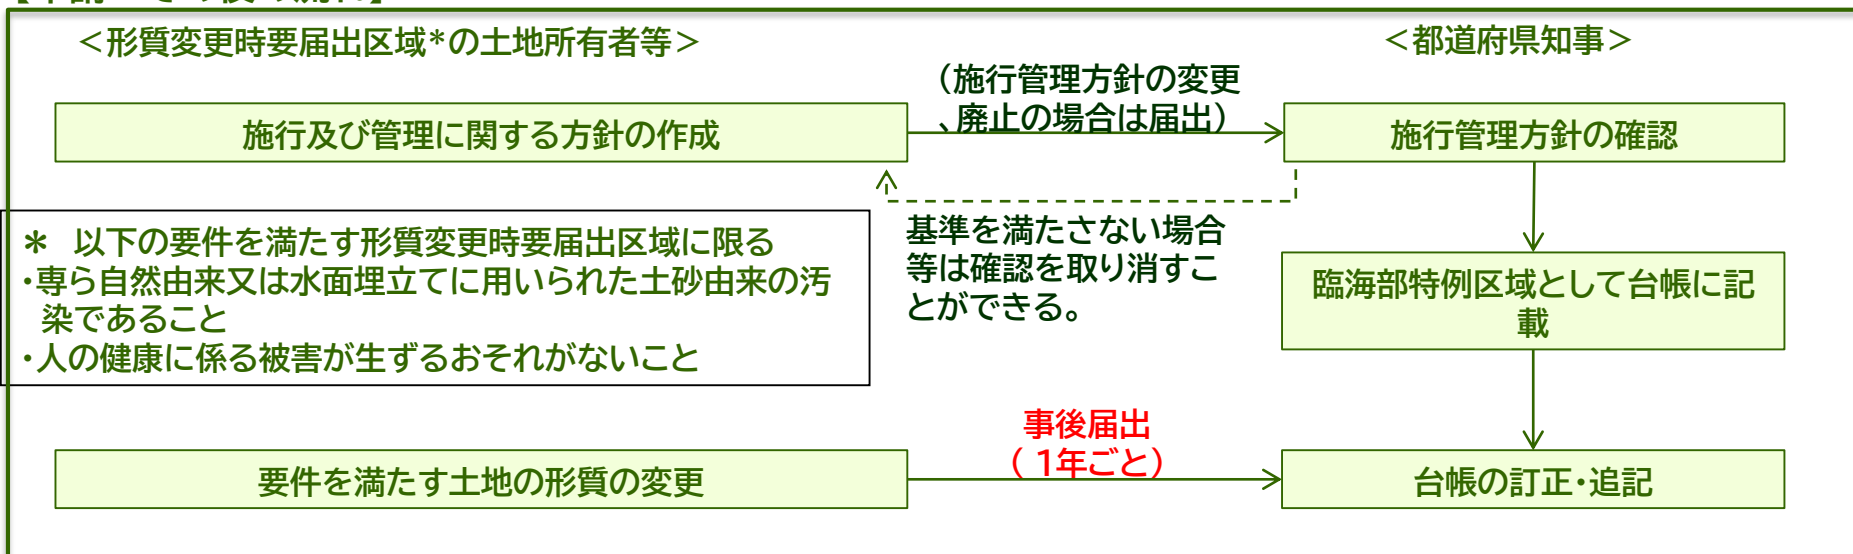 ＜形質変更時要届出区域*の土地所有者等＞
＜都道府県知事＞
（施行管理方針の変更
、廃止の場合は届出）
施行及び管理に関する方針の作成
施行管理方針の確認
基準を満たさない場合
等は確認を取り消すこ
とができる。
＊ 以下の要件を満たす形質変更時要届出区域に限る
・専ら自然由来又は水面埋立てに用いられた土砂由来の汚
染であること
・人の健康に係る被害が生ずるおそれがないこと
臨海部特例区域として台帳に記
載
事後届出
（ 1年ごと）
要件を満たす土地の形質の変更
台帳の訂正・追記